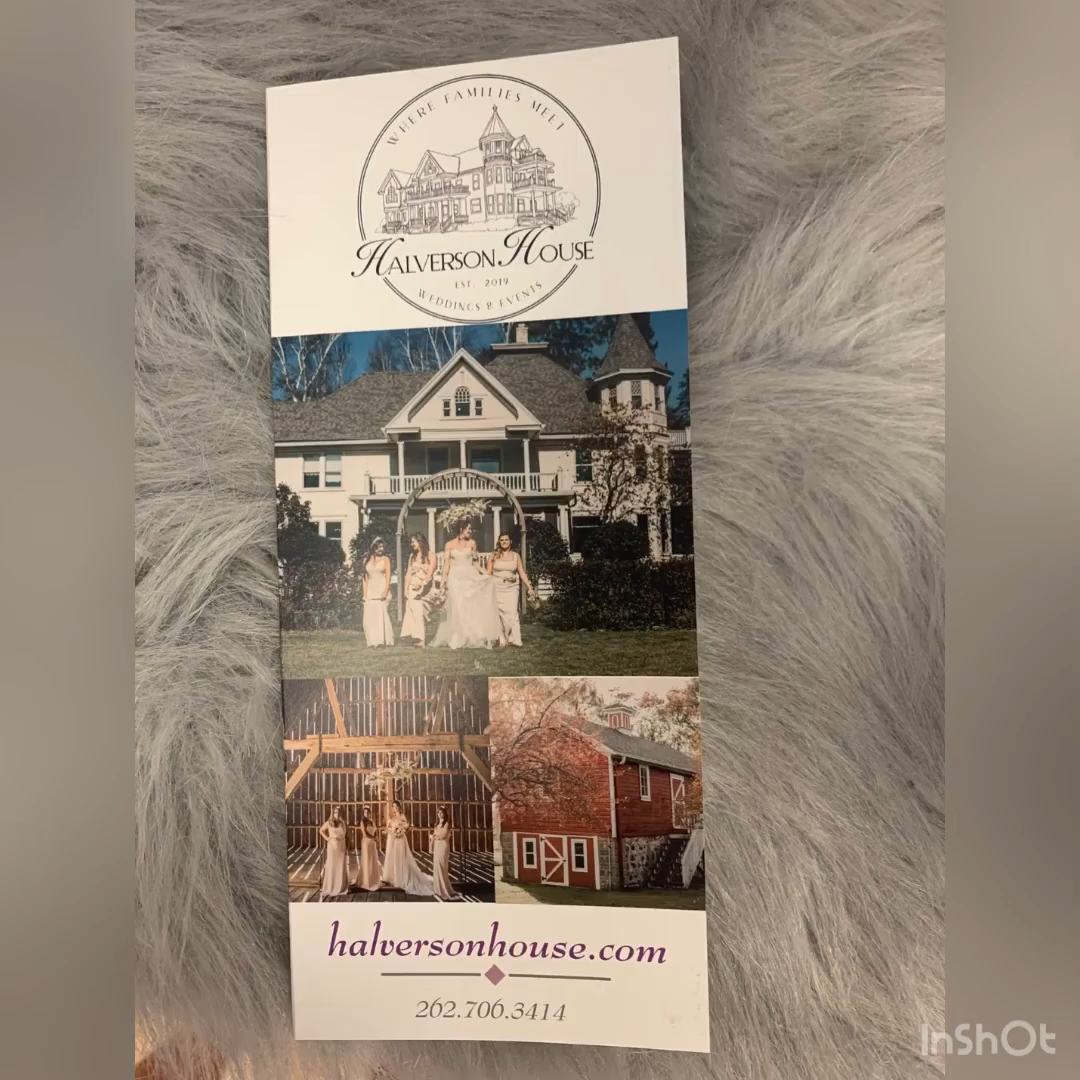 WHERE FAMILIES MEET
HALVERSON HOUSE
EST. 2019
WEDDINGS & EVENTS
halversonhouse.com
262.706.3414
InShOt